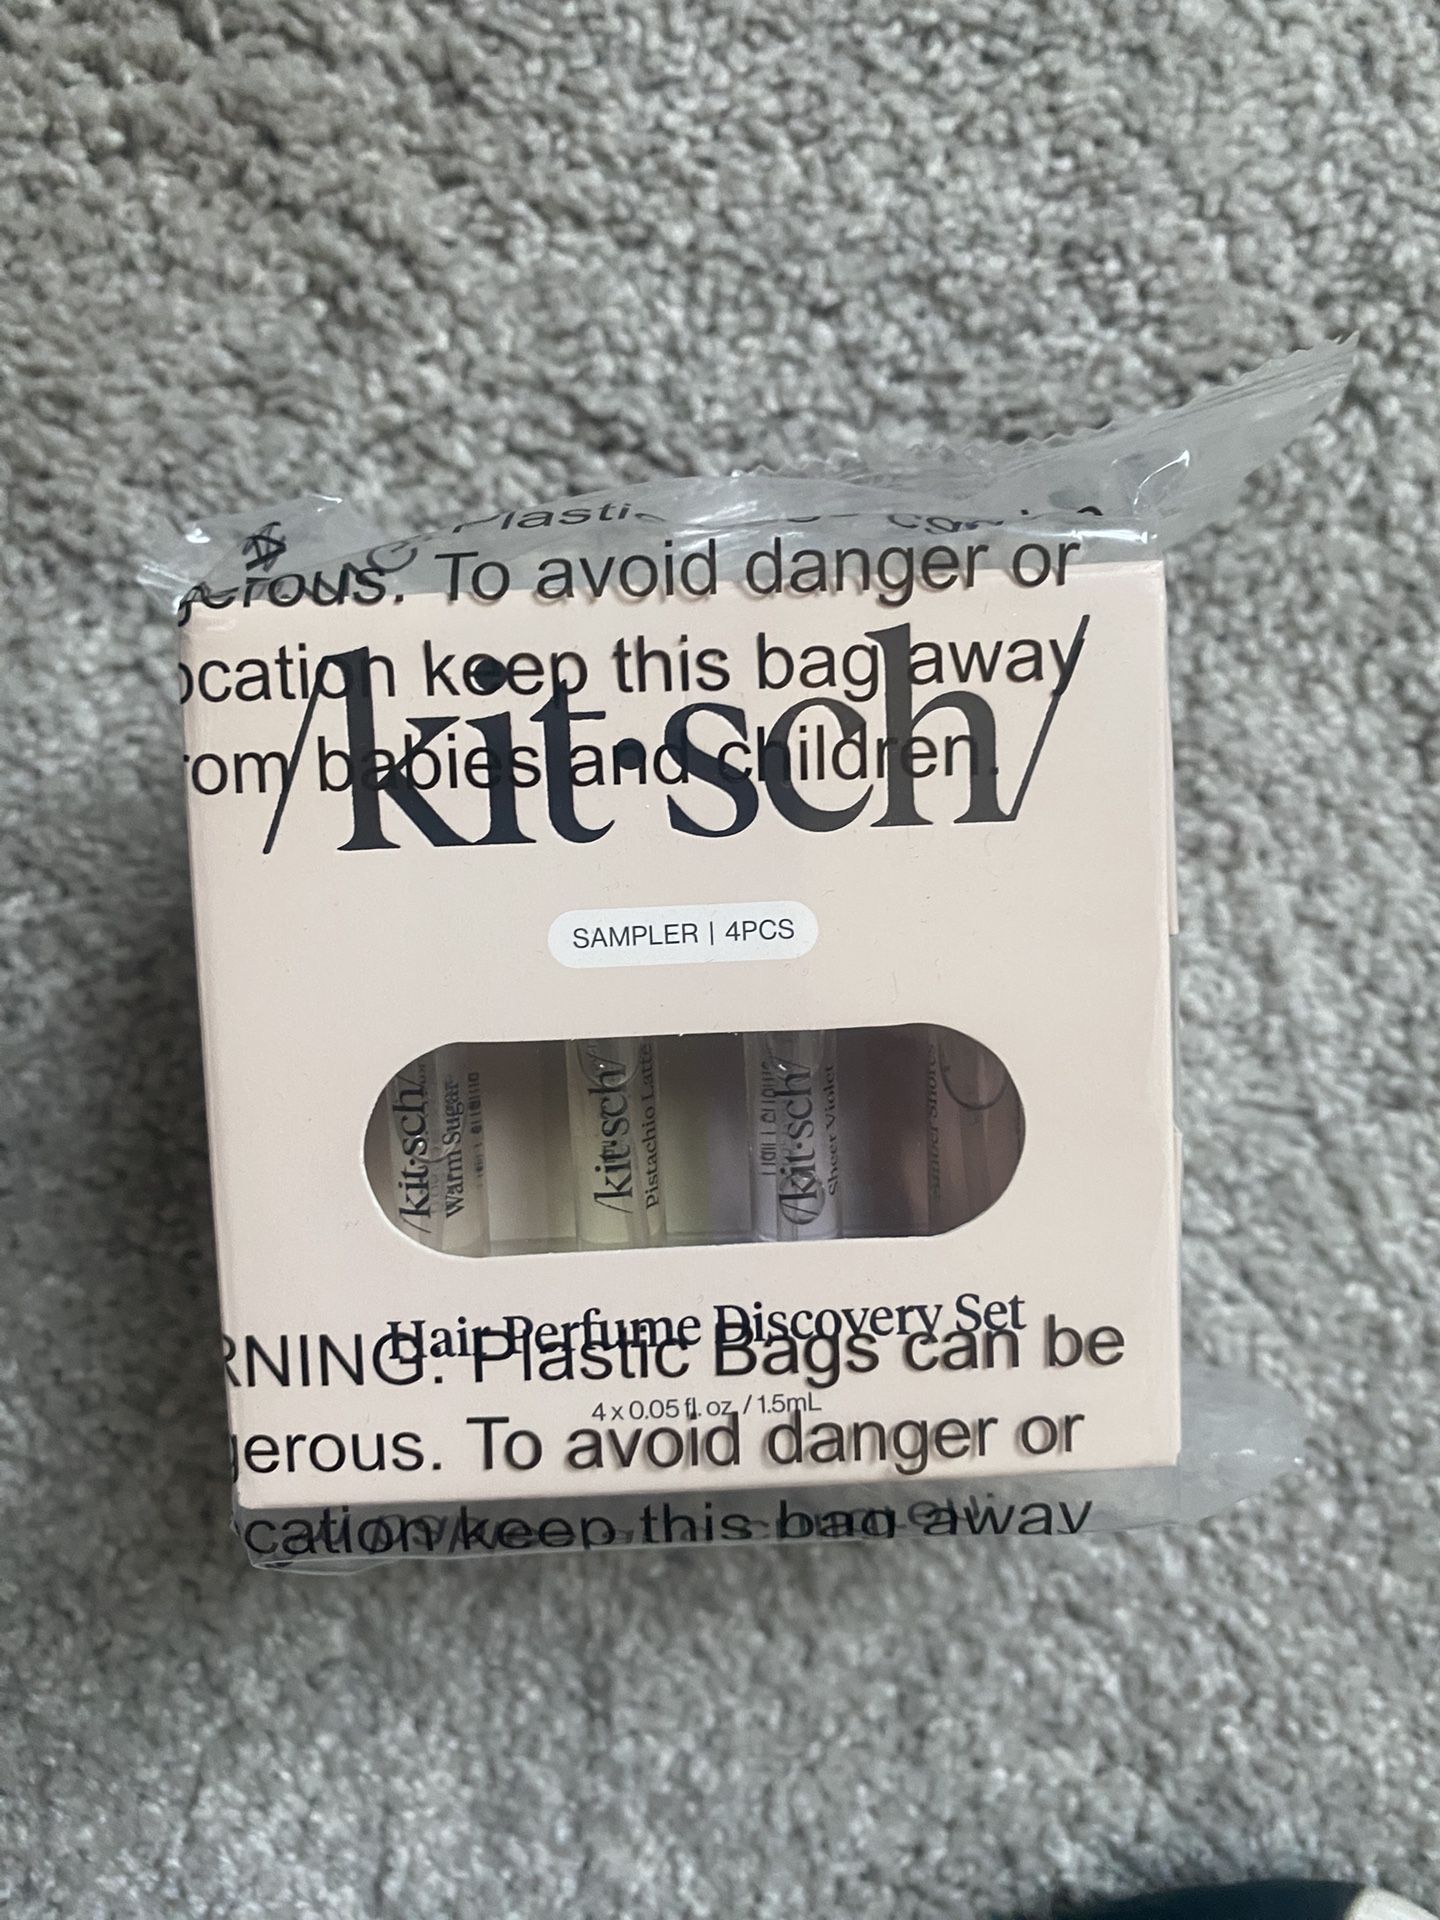 Plastic
gerous. To avoid danger or
ocation keep this bag away
rom babies and children.
/kit·sch/
SAMPLER | 4PCS
/kit·sch/
Warm Sugar
/kit·sch/
Pistachio Latte
/kit·sch/
Sheer Violet
Hair Perfume Discovery Set
RNING: Plastic Bags can be
4 x 0.05 fl. oz. / 1.5mL
gerous. To avoid danger or
cation keep this bag away